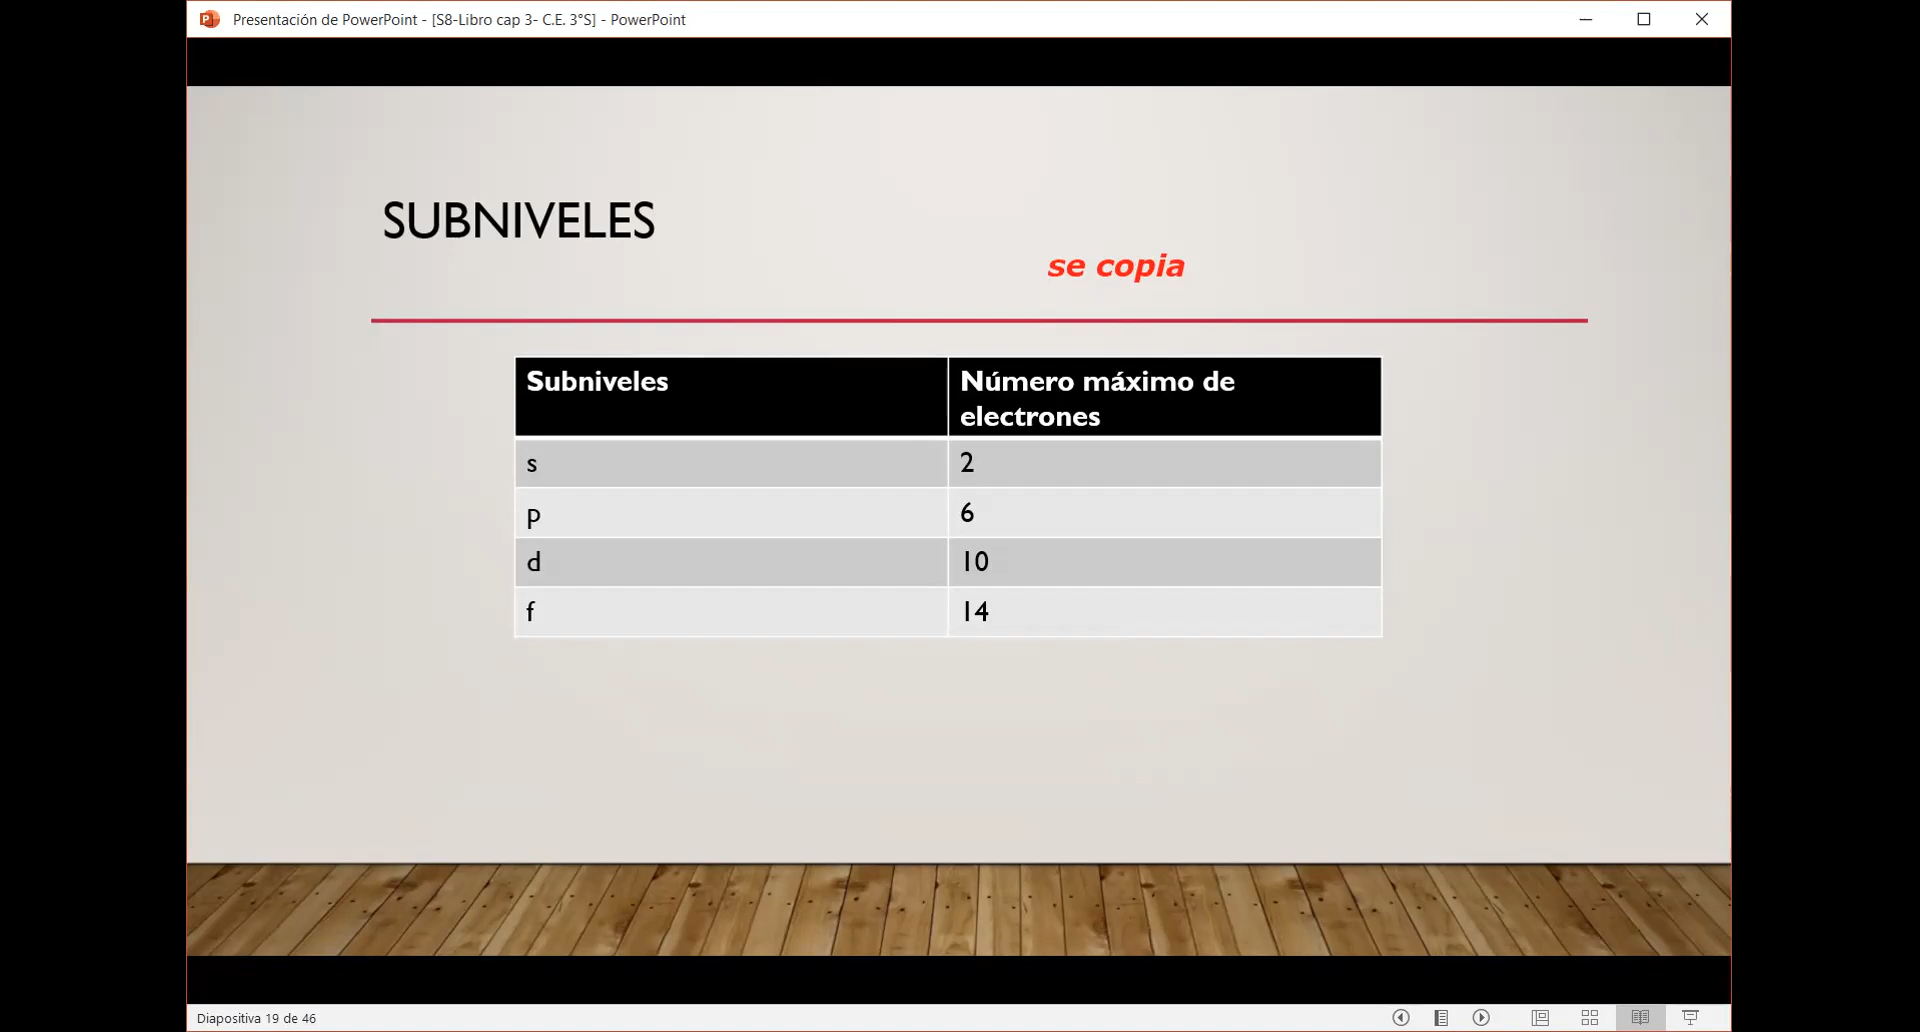 Presentación de PowerPoint - [S8-Libro cap 3- C.E. 3°S] - PowerPoint
SUBNIVELES
se copia
Subniveles
Número máximo de
electrones
s
2
p
6
d
10
f
14
Diapositiva 19 de 46